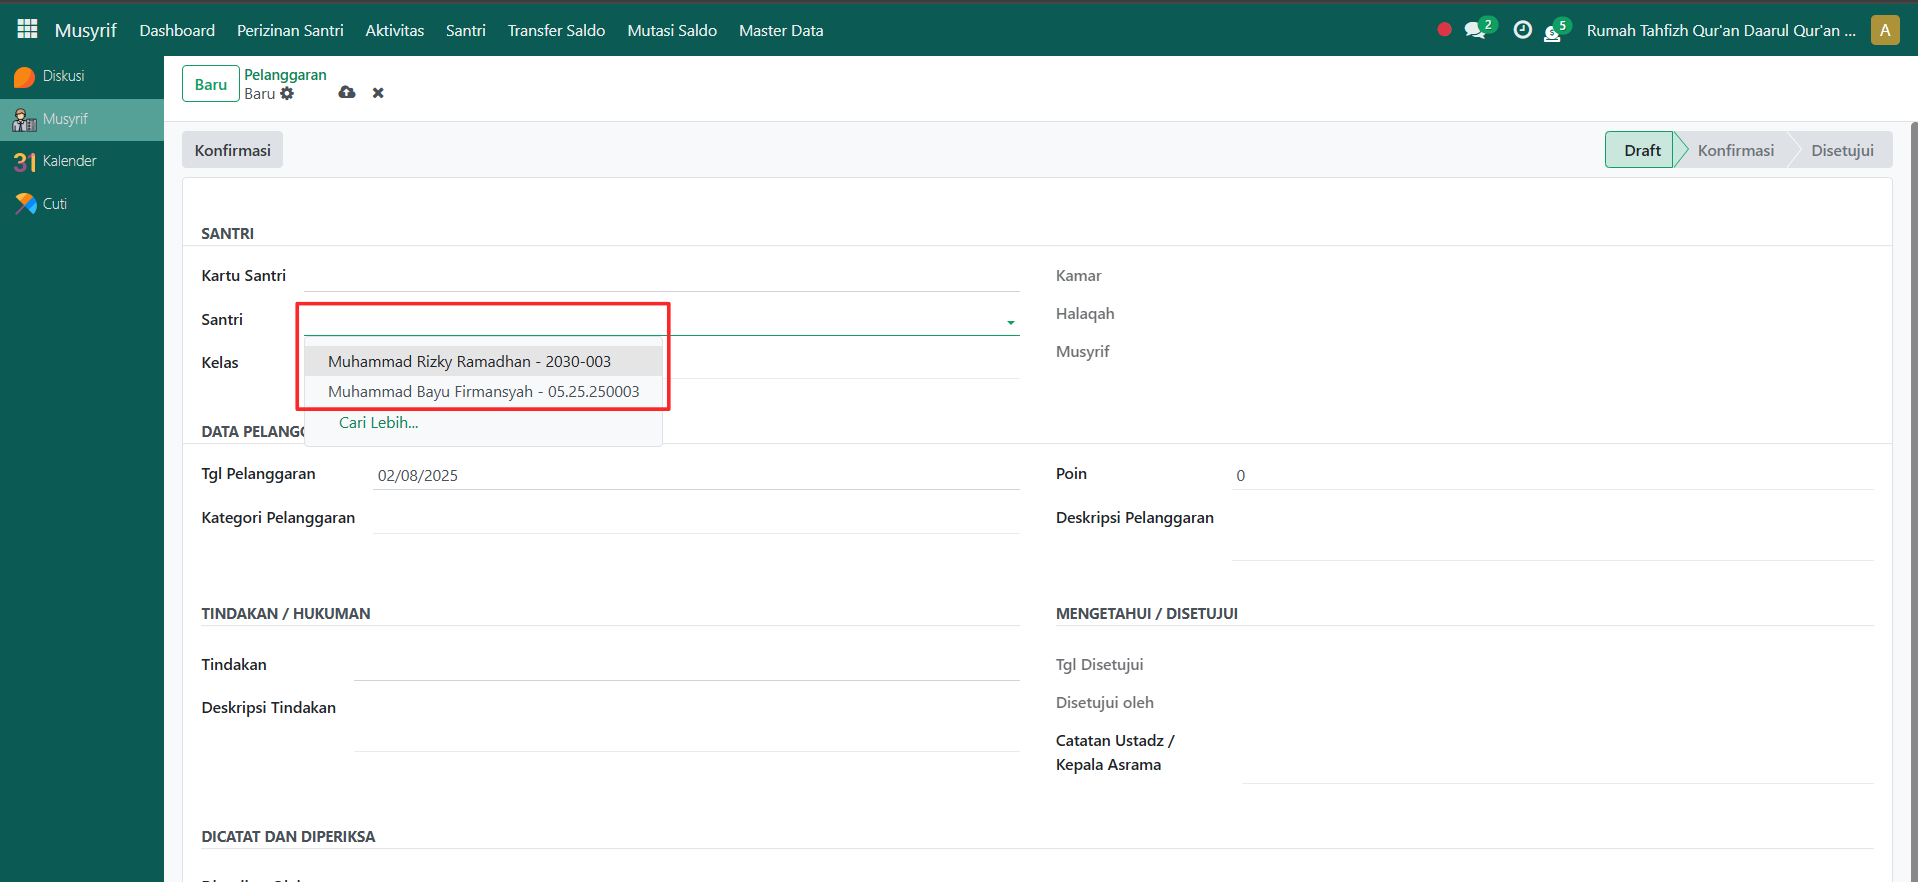 Musyrif Dashboard Perizinan Santri Aktivitas Santri Transfer Saldo Mutasi Saldo Master Data 2 5 Rumah Tahfizh Qur'an Daarul Qur'an ... A
Diskusi
Musyrif
31 Kalender
Cuti
Baru Pelanggaran
Baru
Konfirmasi Draft Konfirmasi Disetujui
SANTRI
Kartu Santri Kamar
Santri Halaqah
Musyrif
Kelas Muhammad Rizky Ramadhan - 2030-003
Muhammad Bayu Firmansyah - 05.25.250003
Cari Lebih...
DATA PELANGG
Tgl Pelanggaran 02/08/2025 Poin 0
Kategori Pelanggaran Deskripsi Pelanggaran
TINDAKAN / HUKUMAN MENGETAHUI / DISETUJUI
Tindakan Tgl Disetujui
Deskripsi Tindakan Disetujui oleh
Catatan Ustadz /
Kepala Asrama
DICATAT DAN DIPERIKSA